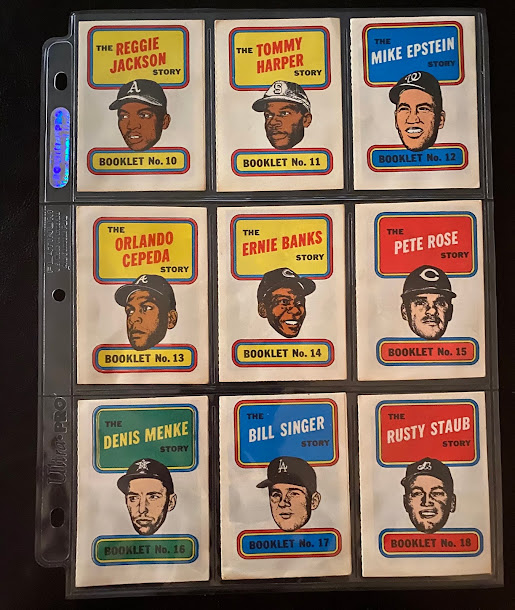 THE
REGGIE
JACKSON
STORY
A
BOOKLET No. 10
THE
TOMMY
HARPER
STORY
S
BOOKLET No. 11
THE
MIKE EPSTEIN
STORY
W
BOOKLET No. 12
THE
ORLANDO
CEPEDA
STORY
A
BOOKLET No. 13
THE
ERNIE BANKS
STORY
C
BOOKLET No. 14
THE
PETE ROSE
STORY
C
BOOKLET No. 15
THE
DENIS MENKE
STORY
BOOKLET No. 16
THE
BILL SINGER
STORY
LA
BOOKLET No. 17
THE
RUSTY STAUB
STORY
BOOKLET No. 18
ULTRA PRO
Ultra PRO